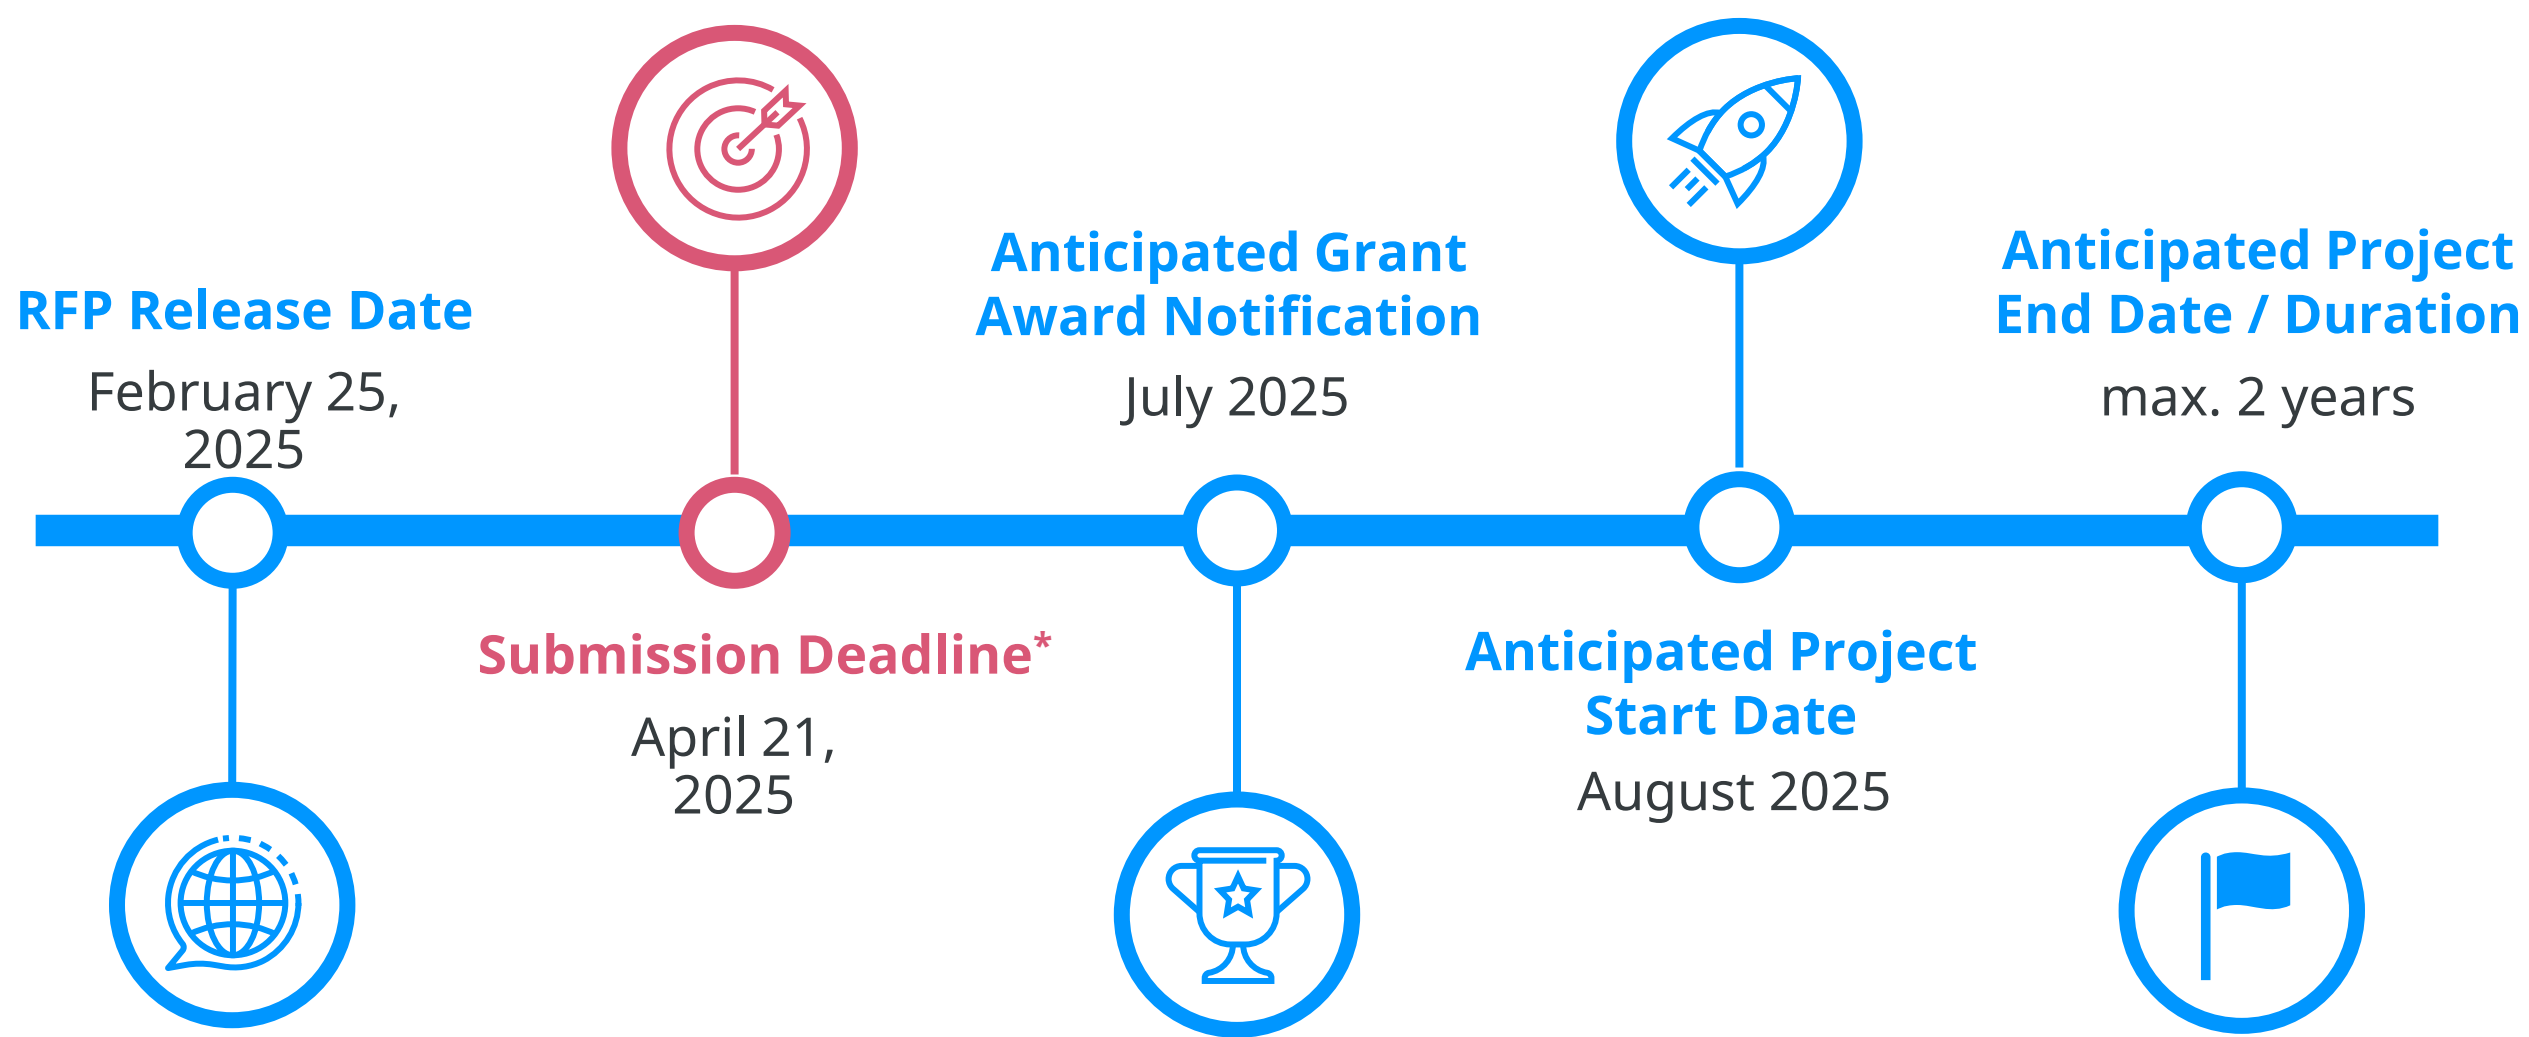 RFP Release Date
February 25,
2025
Submission Deadline*
April 21,
2025
Anticipated Grant
Award Notification
July 2025
Anticipated Project
Start Date
August 2025
Anticipated Project
End Date / Duration
max. 2 years